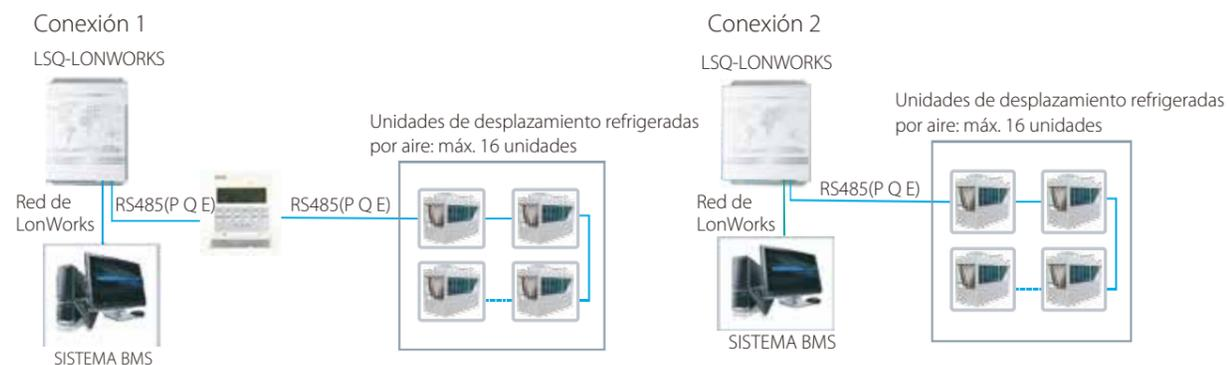 Conexión 1
LSQ-LONWORKS
Unidades de desplazamiento refrigeradas
por aire: máx. 16 unidades
Red de
LonWorks
RS485(P Q E)
RS485(P Q E)
SISTEMA BMS
Conexión 2
LSQ-LONWORKS
Unidades de desplazamiento refrigeradas
por aire: máx. 16 unidades
Red de
LonWorks
RS485(P Q E)
SISTEMA BMS